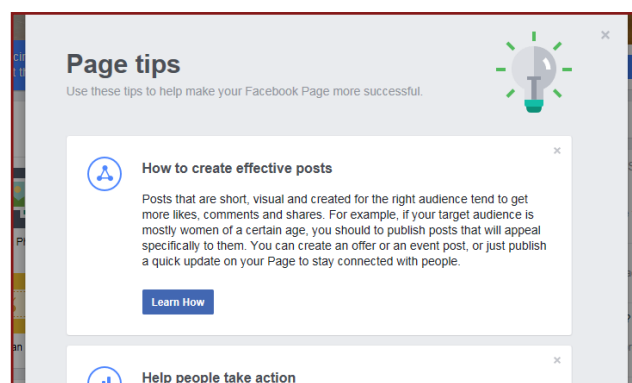 Page tips
Use these tips to help make your Facebook Page more successful.
How to create effective posts
Posts that are short, visual and created for the right audience tend to get
more likes, comments and shares. For example, if your target audience is
mostly women of a certain age, you should to publish posts that will appeal
specifically to them. You can create an offer or an event post, or just publish
a quick update on your Page to stay connected with people.
Learn How
Help people take action